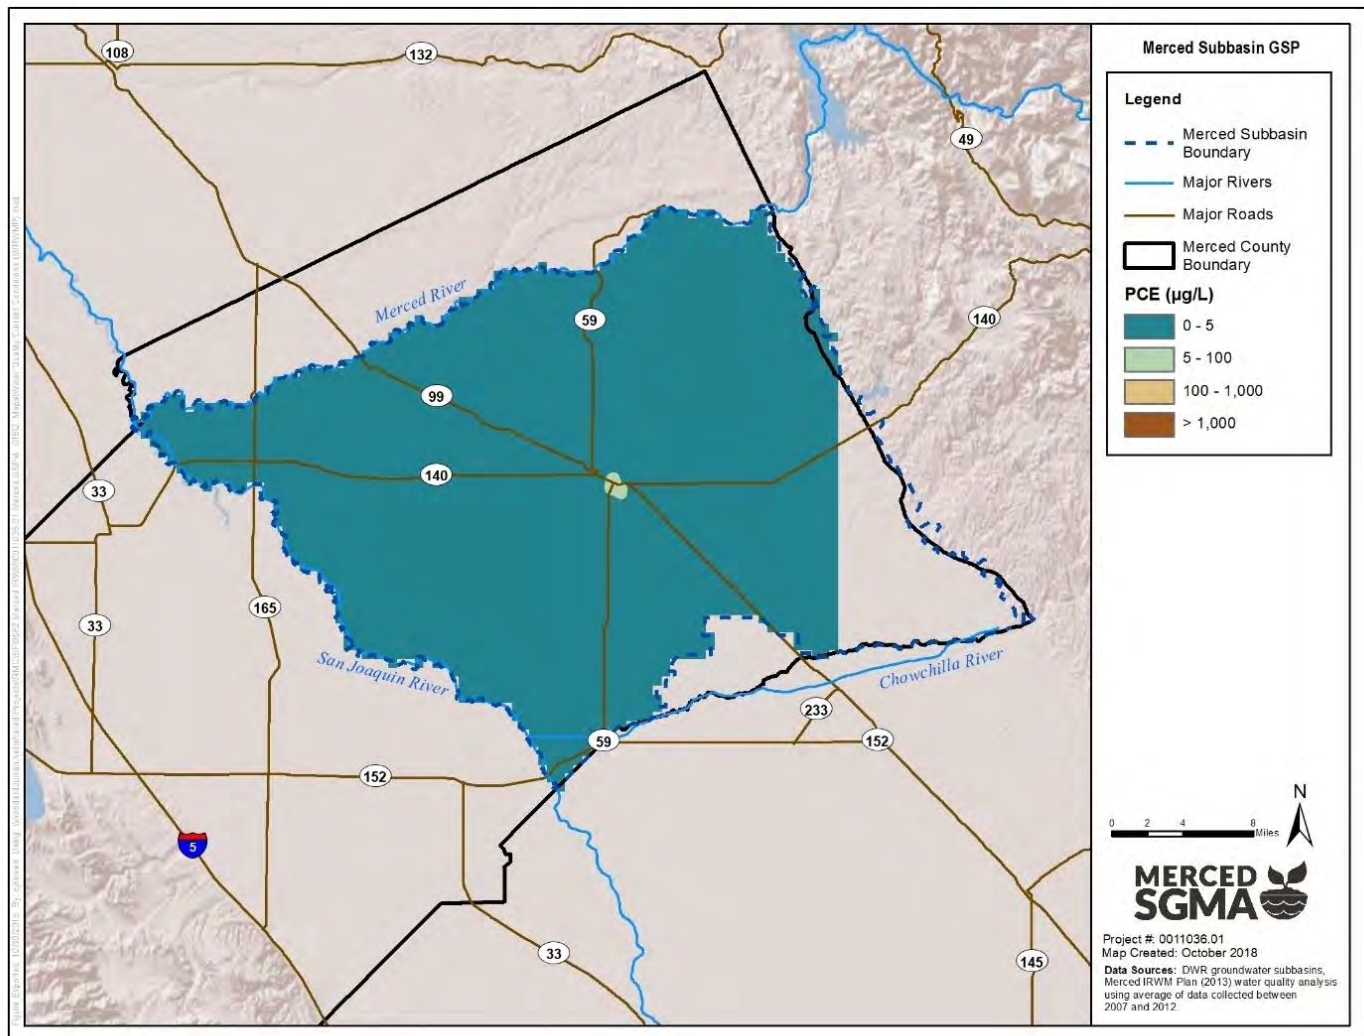 Merced Subbasin GSP
Legend
Merced Subbasin
Boundary
Major Rivers
Major Roads
Merced County
Boundary
PCE (µg/L)
0 - 5
5 - 100
100 - 1,000
> 1,000
0 2 4 8
Miles
N
MERCED
SGMA
Project #: 0011036.01
Map Created: October 2018
Data Sources: DWR groundwater subbasins,
Merced IRWM Plan (2013) water quality analysis
using average of data collected between
2007 and 2012.
108
132
49
Merced River
59
140
99
140
33
165
33
San Joaquin River
Chowchilla River
233
59
152
152
5
33
145